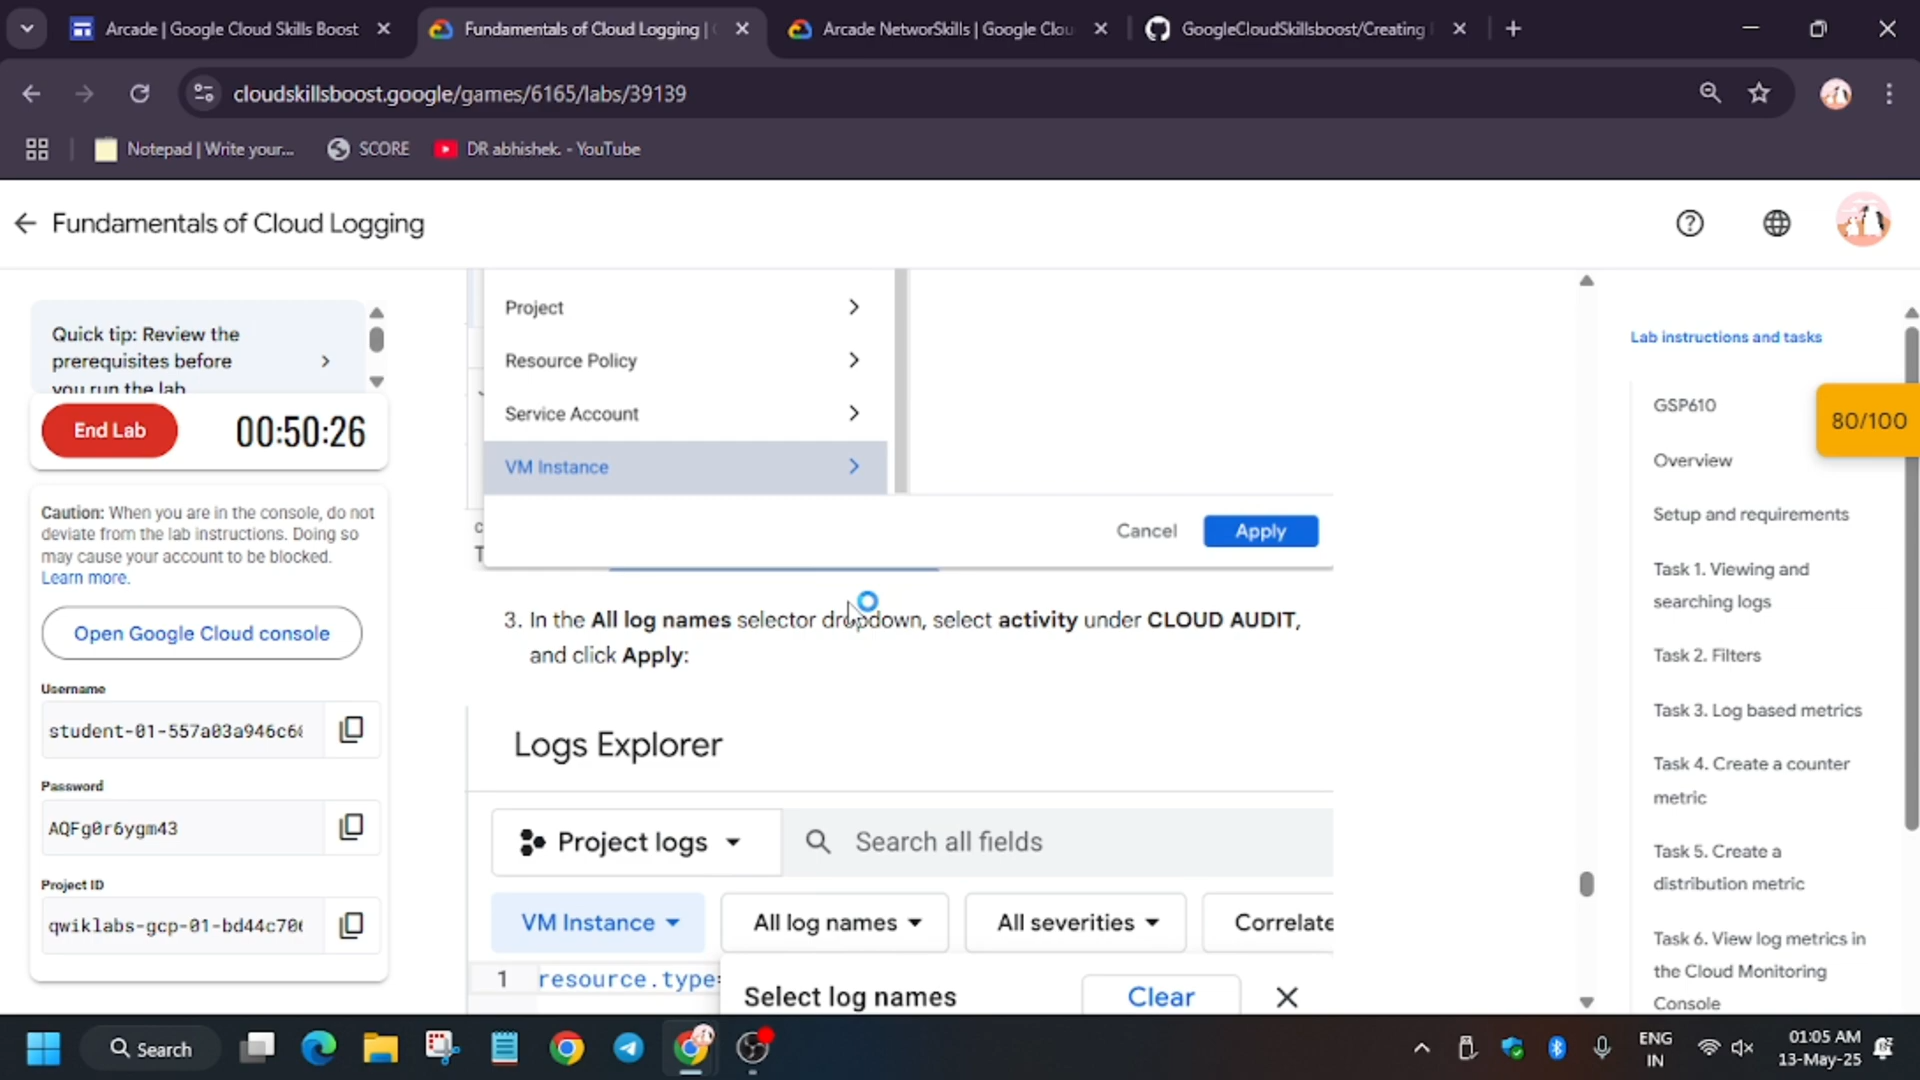 Arcade | Google Cloud Skills Boost
Fundamentals of Cloud Logging |
Arcade NetworSkills | Google Clou
GoogleCloudSkillsboost/Creating
cloudskillsboost.google/games/6165/labs/39139
Notepad | Write your...
SCORE
DR abhishek. - YouTube
Fundamentals of Cloud Logging
Quick tip: Review the
prerequisites before
you run the lab
End Lab
00:50:26
Caution: When you are in the console, do not
deviate from the lab instructions. Doing so
may cause your account to be blocked.
Learn more.
Open Google Cloud console
Username
student-01-557a03a946c6
Password
AQFg0r6ygm43
Project ID
qwiklabs-gcp-01-bd44c70
Project
Resource Policy
Service Account
VM Instance
Cancel
Apply
3. In the All log names selector dropdown, select activity under CLOUD AUDIT,
and click Apply:
Logs Explorer
Project logs
Search all fields
VM Instance
All log names
All severities
Correlate
1 resource.type
Select log names
Clear
Lab instructions and tasks
GSP610
80/100
Overview
Setup and requirements
Task 1. Viewing and
searching logs
Task 2. Filters
Task 3. Log based metrics
Task 4. Create a counter
metric
Task 5. Create a
distribution metric
Task 6. View log metrics in
the Cloud Monitoring
Console
Search
ENG
IN
01:05 AM
13-May-25